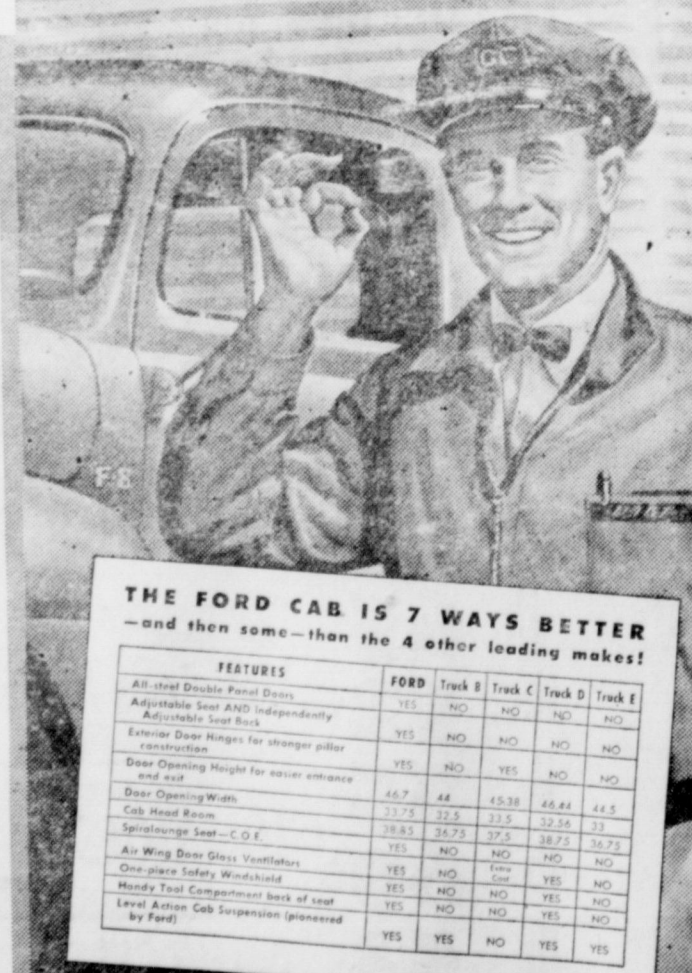 F-8
THE FORD CAB IS 7 WAYS BETTER
—and then some—than the 4 other leading makes!
FEATURES FORD Truck B Truck C Truck D Truck E
All-steel Double Panel Doors YES NO NO NO NO
Adjustable Seat AND Independently
Adjustable Seat Back YES NO NO NO NO
Exterior Door Hinges for stronger pillar
construction YES NO YES NO NO
Door Opening Height for easier entrance
and exit 46.7 44 45.38 46.44 44.5
Door Opening Width 33.75 32.5 33.5 32.56 33
Cab Head Room 38.85 36.75 37.5 38.75 36.75
Spiralounge Seat—C.O.E. YES NO NO NO NO
Air Wing Door Glass Ventilators YES NO Extra Cost YES NO
One-piece Safety Windshield YES NO NO YES NO
Handy Tool Compartment back of seat YES NO NO YES NO
Level Action Cab Suspension (pioneered
by Ford) YES YES NO YES YES